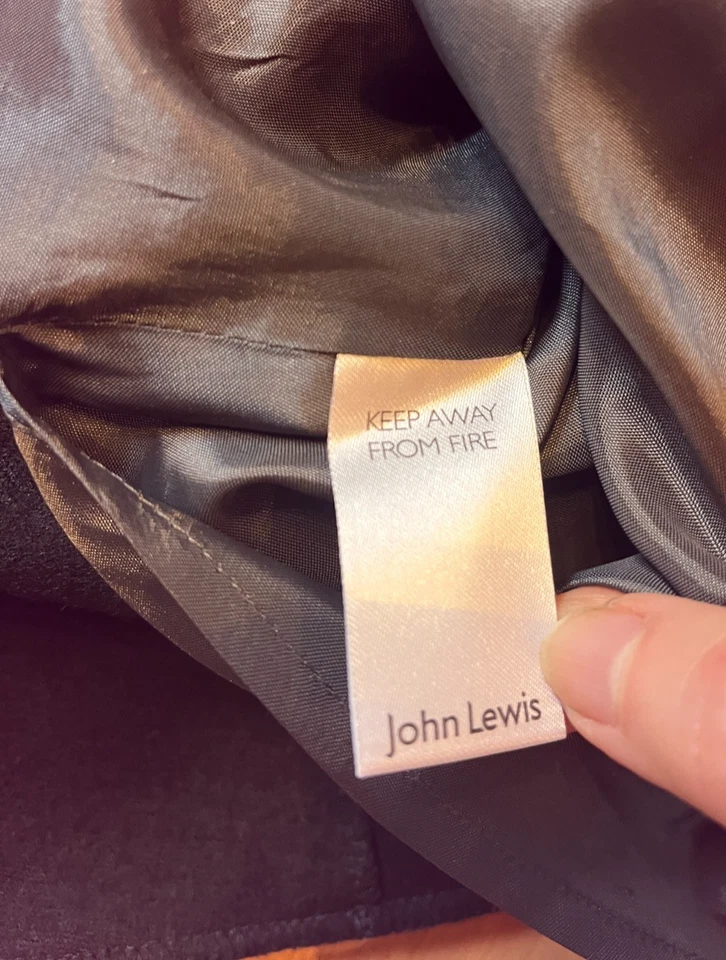 KEEP AWAY
FROM FIRE
John Lewis